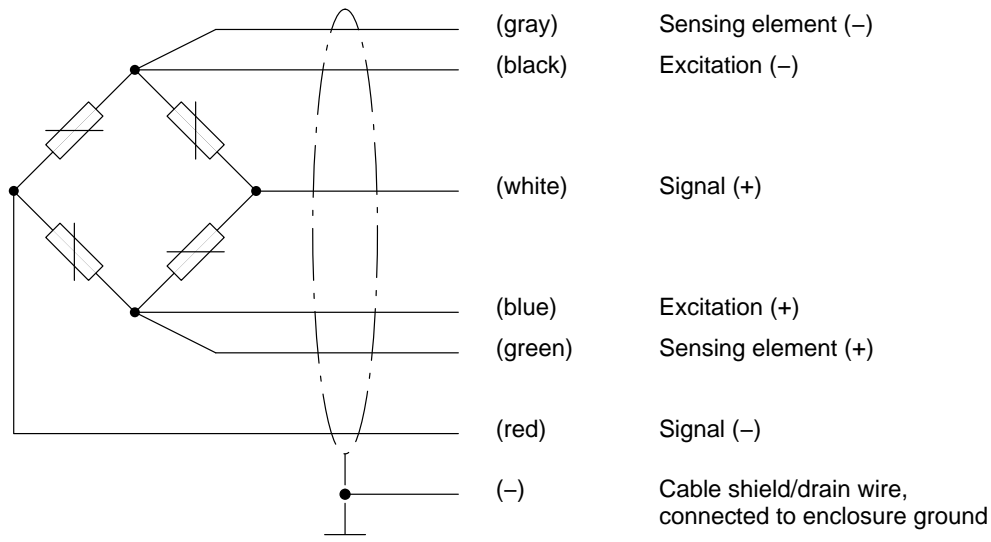 (gray) Sensing element (−)
(black) Excitation (−)
(white) Signal (+)
(blue) Excitation (+)
(green) Sensing element (+)
(red) Signal (−)
(−) Cable shield/drain wire,
connected to enclosure ground